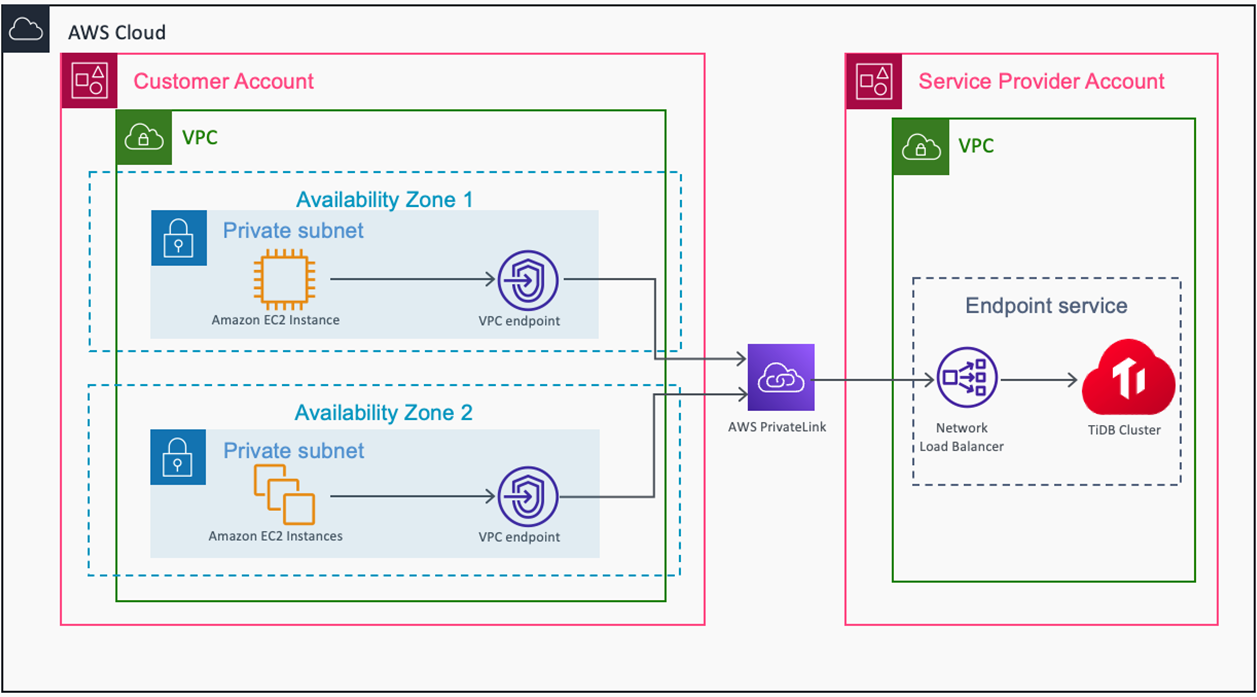 AWS Cloud
Customer Account
VPC
Availability Zone 1
Private subnet
Amazon EC2 Instance
VPC endpoint
Availability Zone 2
Private subnet
Amazon EC2 Instances
VPC endpoint
AWS PrivateLink
Service Provider Account
VPC
Endpoint service
Network
Load Balancer
Ti
TiDB Cluster